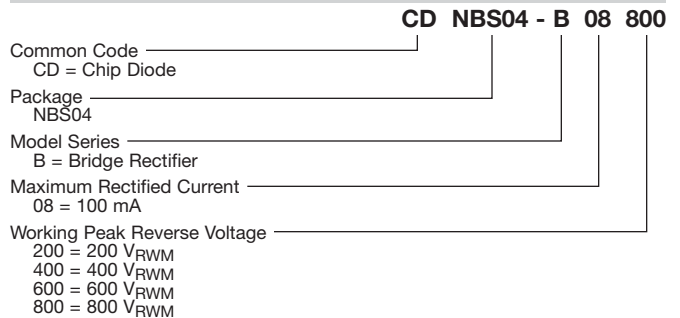 CD NBS04 - B 08 800
Common Code
CD = Chip Diode
Package
NBS04
Model Series
B = Bridge Rectifier
Maximum Rectified Current
08 = 100 mA
Working Peak Reverse Voltage
200 = 200 VRWM
400 = 400 VRWM
600 = 600 VRWM
800 = 800 VRWM